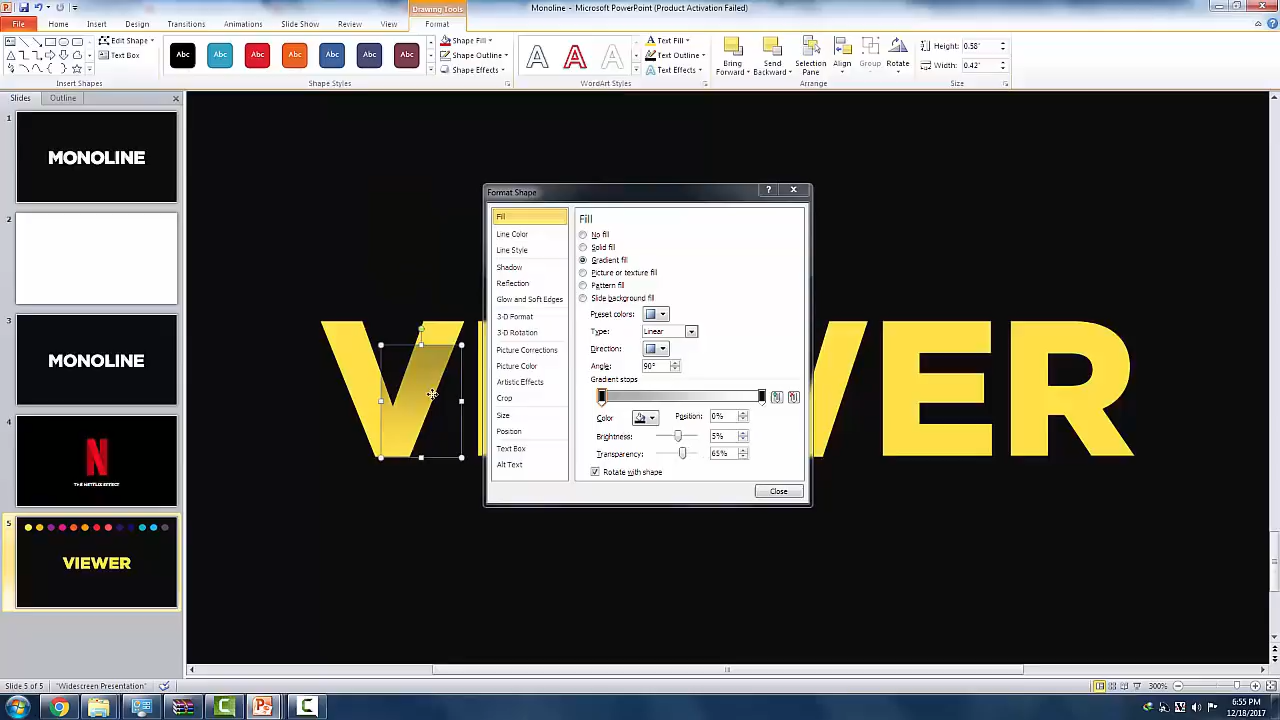 Drawing Tools
Monoline - Microsoft PowerPoint (Product Activation Failed)
File Home Insert Design Transitions Animations Slide Show Review View Format
Edit Shape
Text Box
Insert Shapes
Abc Abc Abc Abc Abc Abc Abc
Shape Styles
Shape Fill
Shape Outline
Shape Effects
A A A
WordArt Styles
Text Fill
Text Outline
Text Effects
Bring Forward
Send Backward
Selection Pane
Align
Group
Rotate
Arrange
Height: 0.58"
Width: 0.42"
Size
Slides Outline
1
MONOLINE
2
3
MONOLINE
4
N
THE NETFLIX EFFECT
5
VIEWER
VIEWER
Format Shape
Fill
Line Color
Line Style
Shadow
Reflection
Glow and Soft Edges
3-D Format
3-D Rotation
Picture Corrections
Picture Color
Artistic Effects
Crop
Size
Position
Text Box
Alt Text
Fill
No fill
Solid fill
Gradient fill
Picture or texture fill
Pattern fill
Slide background fill
Preset colors:
Type: Linear
Direction:
Angle: 90°
Gradient stops
Color Position: 0%
Brightness: 5%
Transparency: 65%
Rotate with shape
Close
Slide 5 of 5 "Widescreen Presentation" 300%
6:55 PM
12/18/2017